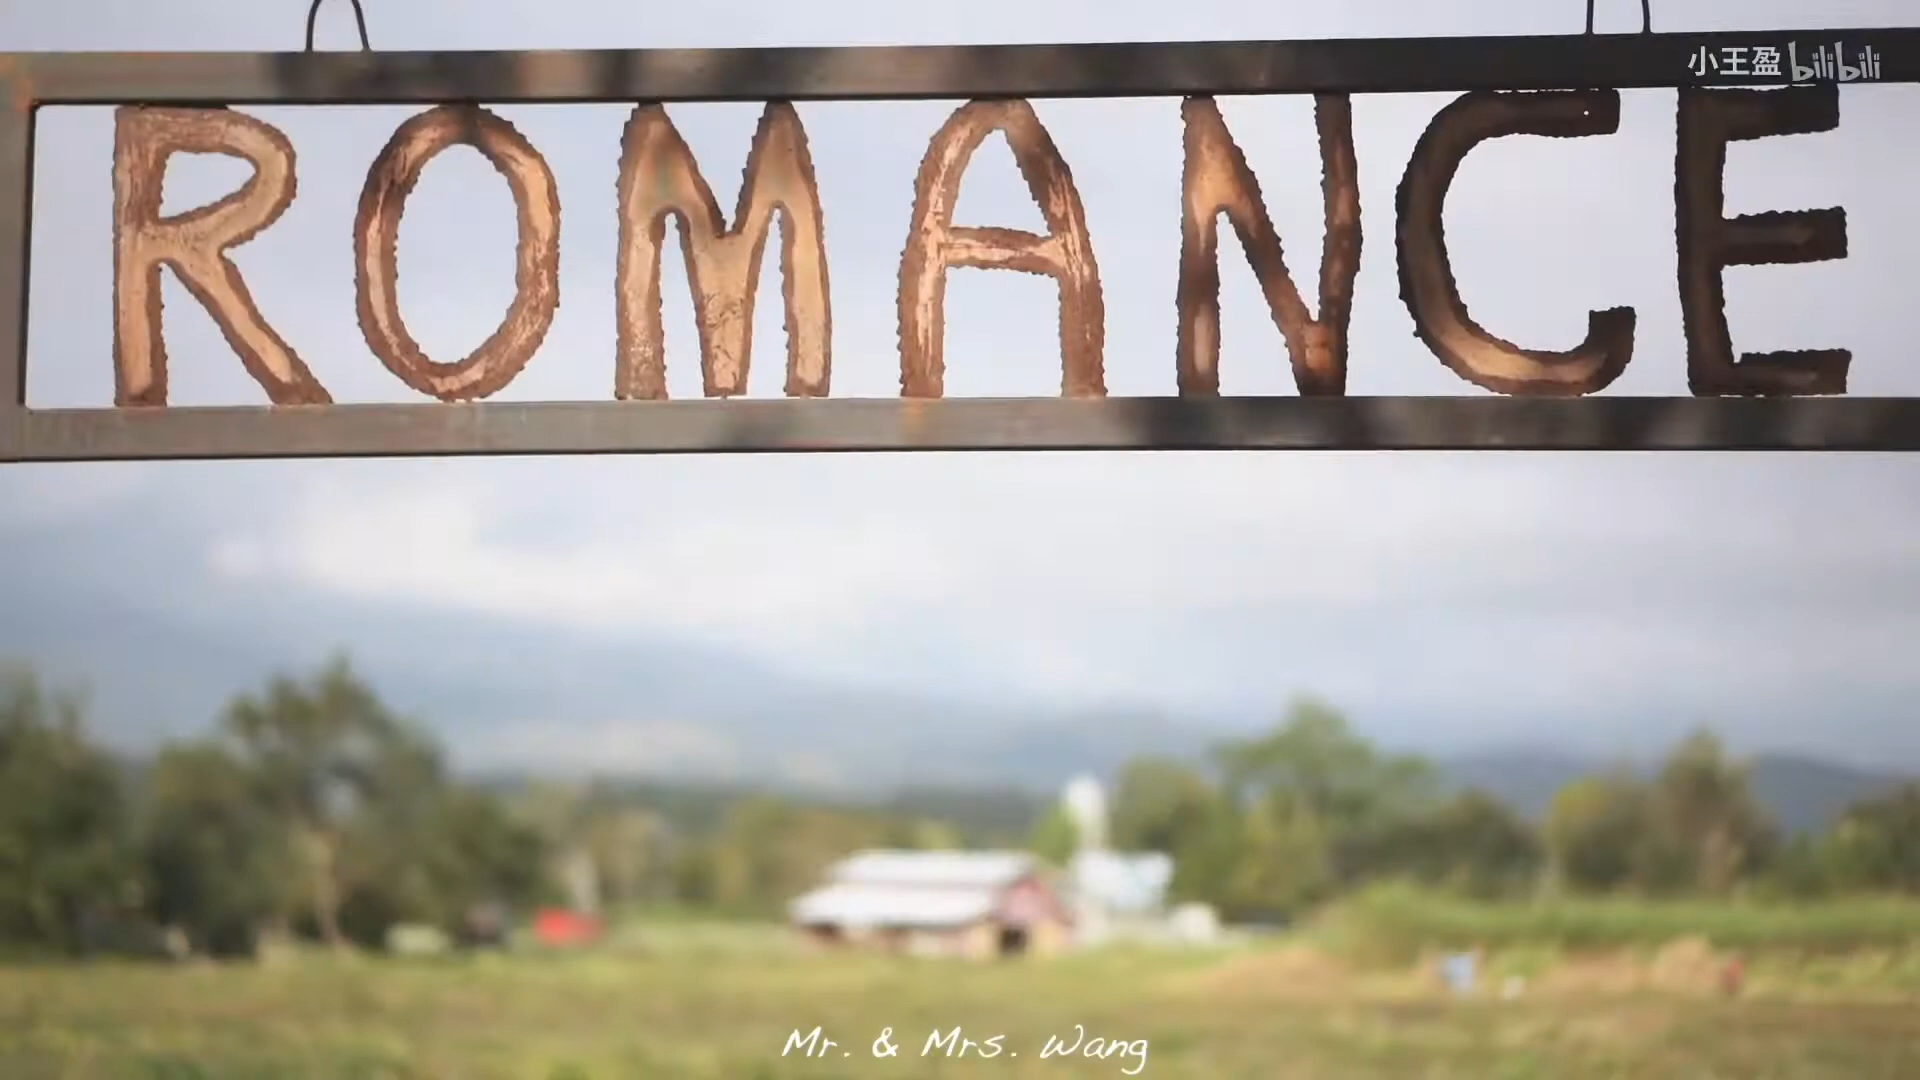 小王盈 bilibili
ROMANCE
Mr. & Mrs. Wang